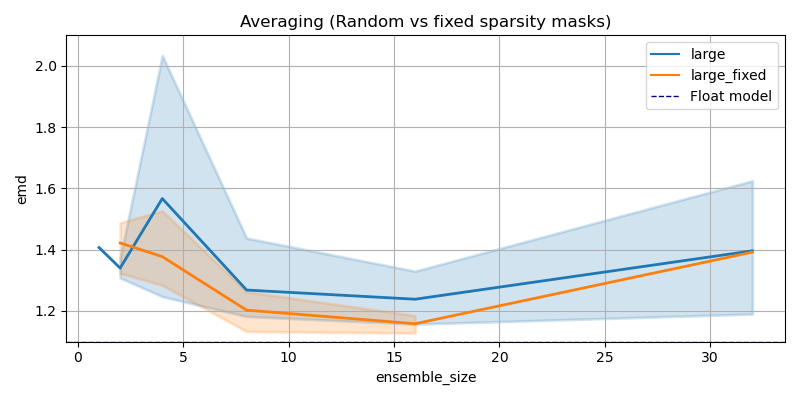 Averaging (Random vs fixed sparsity masks)
large
large_fixed
Float model
emd
2.0
1.8
1.6
1.4
1.2
0 5 10 15 20 25 30
ensemble_size